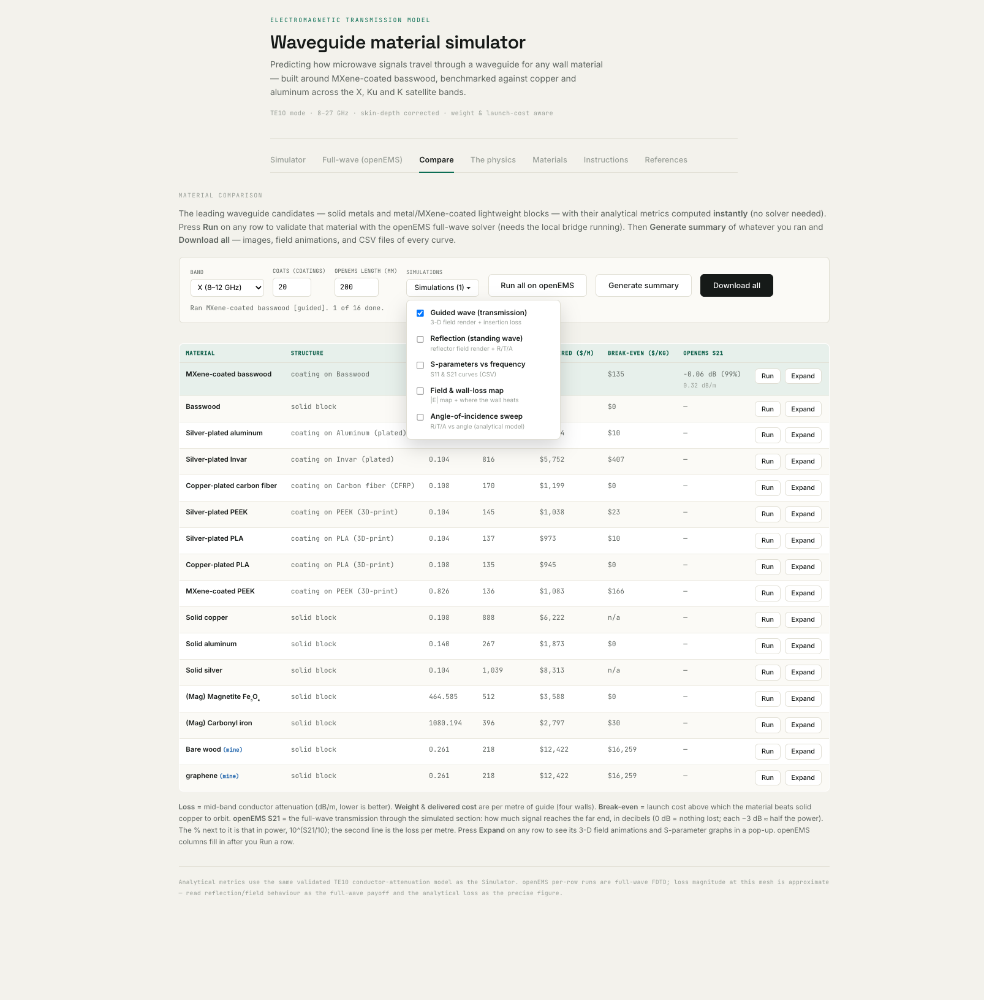 ELECTROMAGNETIC TRANSMISSION MODEL
Waveguide material simulator
Predicting how microwave signals travel through a waveguide for any wall material
— built around MXene-coated basswood, benchmarked against copper and
aluminum across the X, Ku and K satellite bands.
TE10 mode · 8–27 GHz · skin-depth corrected · weight & launch-cost aware
Simulator Full-wave (openEMS) Compare The physics Materials Instructions References
MATERIAL COMPARISON
The leading waveguide candidates — solid metals and metal/MXene-coated lightweight blocks — with their analytical metrics computed instantly (no solver needed).
Press Run on any row to validate that material with the openEMS full-wave solver (needs the local bridge running). Then Generate summary of whatever you ran and
Download all — images, field animations, and CSV files of every curve.
BAND COATS (COATINGS) OPENEMS LENGTH (MM) SIMULATIONS
X (8–12 GHz) 20 200 Simulations (1) ▾ Run all on openEMS Generate summary Download all
Ran MXene-coated basswood [guided]. 1 of 16 done.
Guided wave (transmission)
3-D field render + insertion loss
Reflection (standing wave)
reflector field render + R/T/A
S-parameters vs frequency
S11 & S21 curves (CSV)
Field & wall-loss map
|E| map + where the wall heats
Angle-of-incidence sweep
R/T/A vs angle (analytical model)
MATERIAL STRUCTURE RED ($/M) BREAK-EVEN ($/KG) OPENEMS S21
MXene-coated basswood coating on Basswood $135 -0.06 dB (99%) Run Expand
0.32 dB/m
Basswood solid block $0 — Run Expand
Silver-plated aluminum coating on Aluminum (plated) 4 $10 — Run Expand
Silver-plated Invar coating on Invar (plated) 0.104 816 $5,752 $407 — Run Expand
Copper-plated carbon fiber coating on Carbon fiber (CFRP) 0.108 170 $1,199 $0 — Run Expand
Silver-plated PEEK coating on PEEK (3D-print) 0.104 145 $1,038 $23 — Run Expand
Silver-plated PLA coating on PLA (3D-print) 0.104 137 $973 $10 — Run Expand
Copper-plated PLA coating on PLA (3D-print) 0.108 135 $945 $0 — Run Expand
MXene-coated PEEK coating on PEEK (3D-print) 0.826 136 $1,083 $166 — Run Expand
Solid copper solid block 0.108 888 $6,222 n/a — Run Expand
Solid aluminum solid block 0.140 267 $1,873 $0 — Run Expand
Solid silver solid block 0.104 1,039 $8,313 n/a — Run Expand
(Mag) Magnetite Fe₃O₄ solid block 464.585 512 $3,588 $0 — Run Expand
(Mag) Carbonyl iron solid block 1080.194 396 $2,797 $30 — Run Expand
Bare wood (mine) solid block 0.261 218 $12,422 $16,259 — Run Expand
graphene (mine) solid block 0.261 218 $12,422 $16,259 — Run Expand
Loss = mid-band conductor attenuation (dB/m, lower is better). Weight & delivered cost are per metre of guide (four walls). Break-even = launch cost above which the material beats solid
copper to orbit. openEMS S21 = the full-wave transmission through the simulated section: how much signal reaches the far end, in decibels (0 dB = nothing lost; each −3 dB ≈ half the power).
The % next to it is that in power, 10^(S21/10); the second line is the loss per metre. Press Expand on any row to see its 3-D field animations and S-parameter graphs in a pop-up. openEMS
columns fill in after you Run a row.
Analytical metrics use the same validated TE10 conductor-attenuation model as the Simulator. openEMS per-row runs are full-wave FDTD; loss magnitude at this mesh is approximate
— read reflection/field behaviour as the full-wave payoff and the analytical loss as the precise figure.